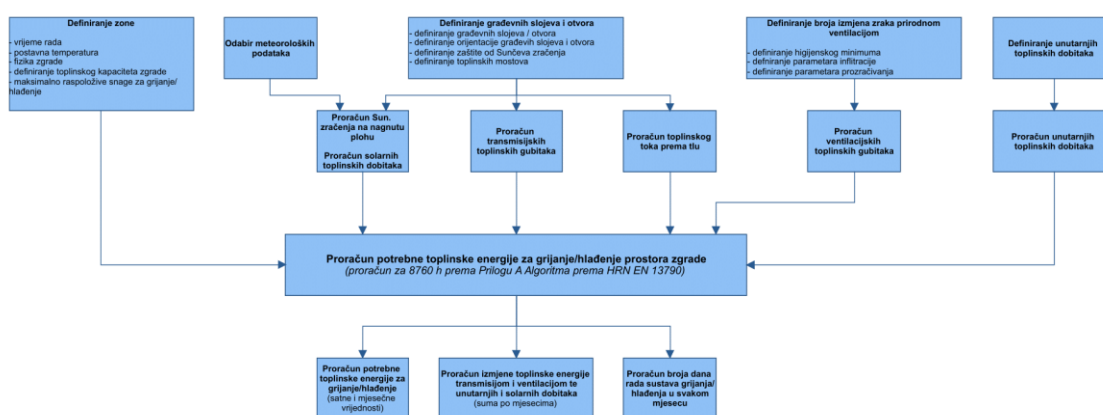 Definiranje zone
- vrijeme rada
- postavna temperatura
- fizika zgrade
- definiranje toplinskog kapaciteta zgrade
- maksimalno raspoložive snage za grijanje/
hlađenje
Odabir meteoroloških
podataka
Definiranje građevnih slojeva i otvora
- definiranje građevnih slojeva / otvora
- definiranje orijentacije građevih slojeva i otvora
- definiranje zaštite od Sunčeva zračenja
- definiranje toplinskih mostova
Definiranje broja izmjena zraka prirodnom
ventilacijom
- definiranje higijenskog minimuma
- defniranje parametara inflitracije
- definiranje parametara prozračivanja
Definiranje unutarnjih
toplinskih dobitaka
Proračun Sun.
zračenja na nagnutu
plohu
Proračun solarnih
toplinskih dobitaka
Proračun
transmisijskih
toplinskih gubitaka
Proračun toplinskog
toka prema tlu
Proračun
ventilacijskih
toplinskih gubitaka
Proračun unutarnjih
toplinskih dobitaka
Proračun potrebne toplinske energije za grijanje/hlađenje prostora zgrade
(proračun za 8760 h prema Prilogu A Algoritma prema HRN EN 13790)
Proračun potrebne
toplinske energije za
grijanje/hlađenje
(satne i mjesečne
vrijednosti)
Proračun izmjene toplinske energije
transmisijom i ventilacijom te
unutarnjih i solarnih dobitaka
(suma po mjesecima)
Proračun broja dana
rada sustava grijanja/
hlađenja u svakom
mjesecu